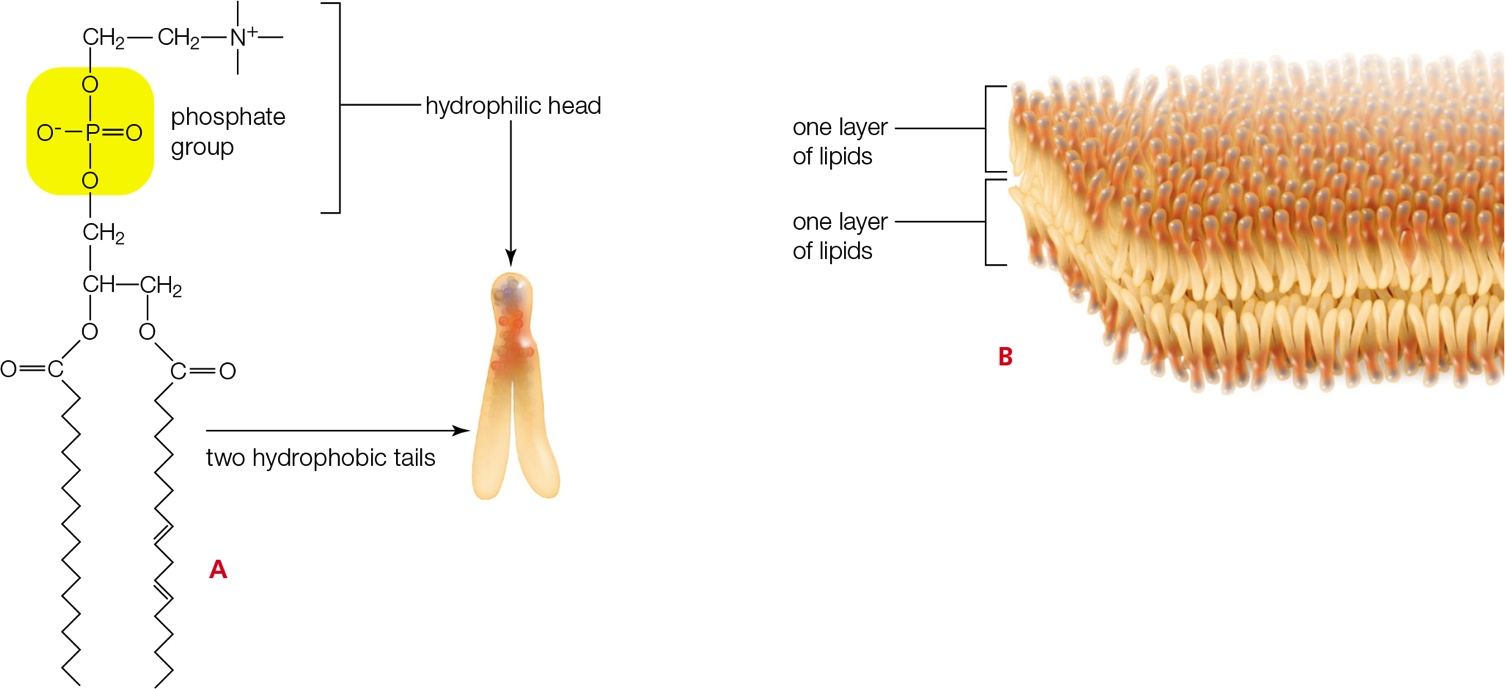 CH₂—CH₂—N⁺—
O
O⁻—P=O
O
phosphate
group
hydrophilic head
CH₂
CH—CH₂
O O
O=C C=O
two hydrophobic tails
A
one layer
of lipids
one layer
of lipids
B